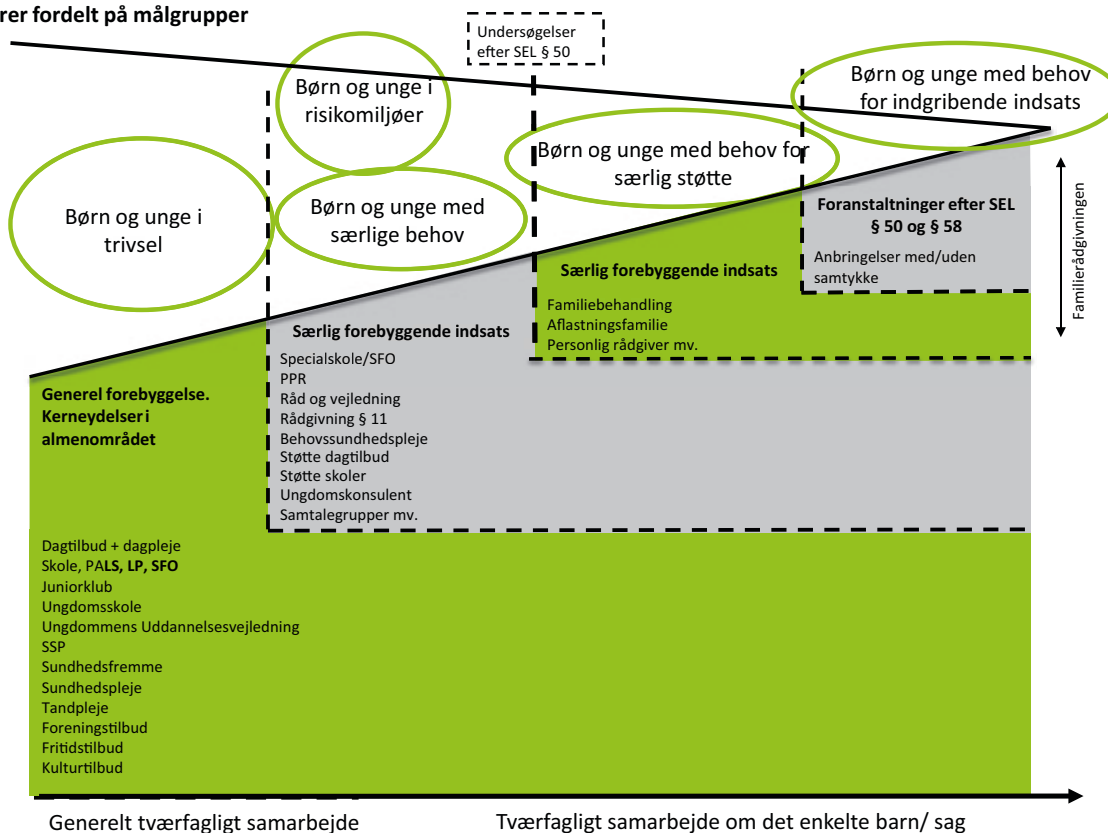 rer fordelt på målgrupper
Undersøgelser
efter SEL § 50
Børn og unge i
risikomiljøer
Børn og unge med behov
for indgribende indsats
Børn og unge med behov for
særlig støtte
Børn og unge i
trivsel
Børn og unge med
særlige behov
Foranstaltninger efter SEL
§ 50 og § 58
Anbringelser med/uden
samtykke
Familierådgivningen
Særlig forebyggende indsats
Familiebehandling
Aflastningsfamilie
Personlig rådgiver mv.
Særlig forebyggende indsats
Specialskole/SFO
PPR
Råd og vejledning
Rådgivning § 11
Behovssundhedspleje
Støtte dagtilbud
Støtte skoler
Ungdomskonsulent
Samtalegrupper mv.
Generel forebyggelse.
Kerneydelser i
almenområdet
Dagtilbud + dagpleje
Skole, PALS, LP, SFO
Juniorklub
Ungdomsskole
Ungdommens Uddannelsesvejledning
SSP
Sundhedsfremme
Sundhedspleje
Tandpleje
Foreningstilbud
Fritidstilbud
Kulturtilbud
Generelt tværfagligt samarbejde
Tværfagligt samarbejde om det enkelte barn/ sag